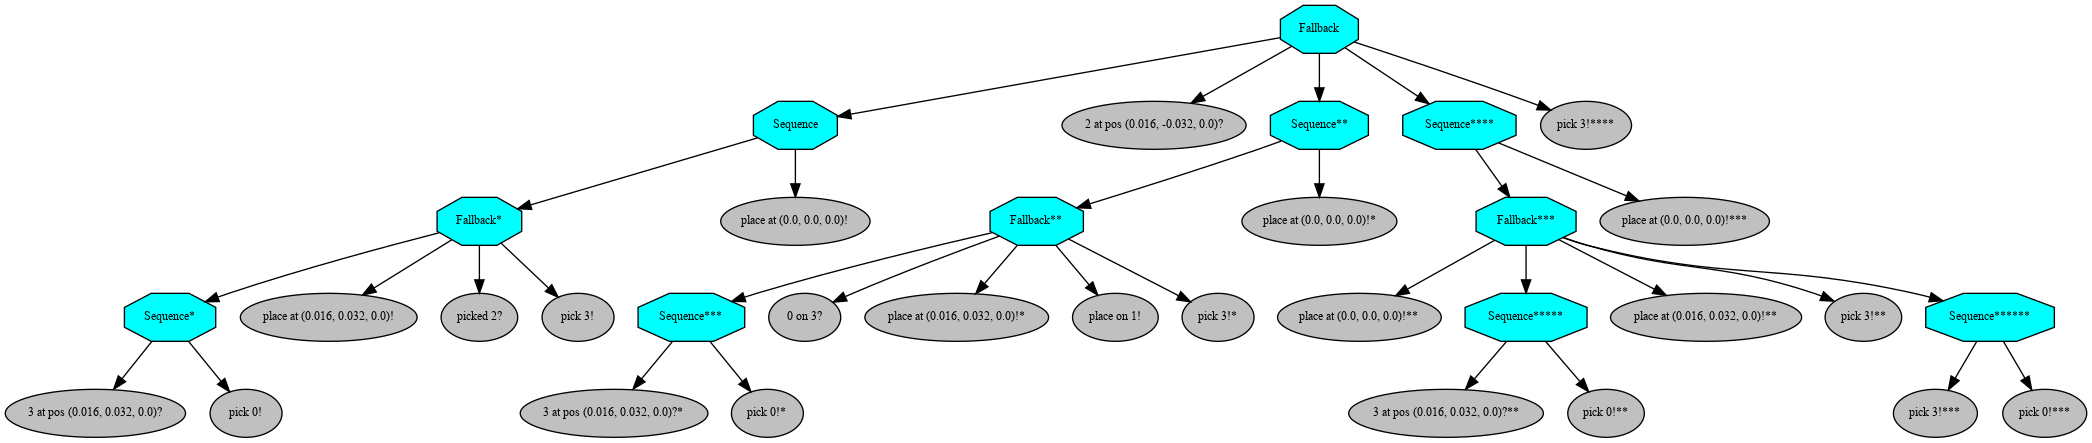 Fallback
Sequence
2 at pos (0.016, -0.032, 0.0)?
Sequence**
Sequence****
pick 3!****
Fallback*
place at (0.0, 0.0, 0.0)!
Fallback**
place at (0.0, 0.0, 0.0)!*
Fallback***
place at (0.0, 0.0, 0.0)!***
Sequence*
place at (0.016, 0.032, 0.0)!
picked 2?
pick 3!
Sequence***
0 on 3?
place at (0.016, 0.032, 0.0)!*
place on 1!
pick 3!*
place at (0.0, 0.0, 0.0)!**
Sequence*****
place at (0.016, 0.032, 0.0)!**
pick 3!**
Sequence******
3 at pos (0.016, 0.032, 0.0)?
pick 0!
3 at pos (0.016, 0.032, 0.0)?*
pick 0!*
3 at pos (0.016, 0.032, 0.0)?**
pick 0!**
pick 3!***
pick 0!***